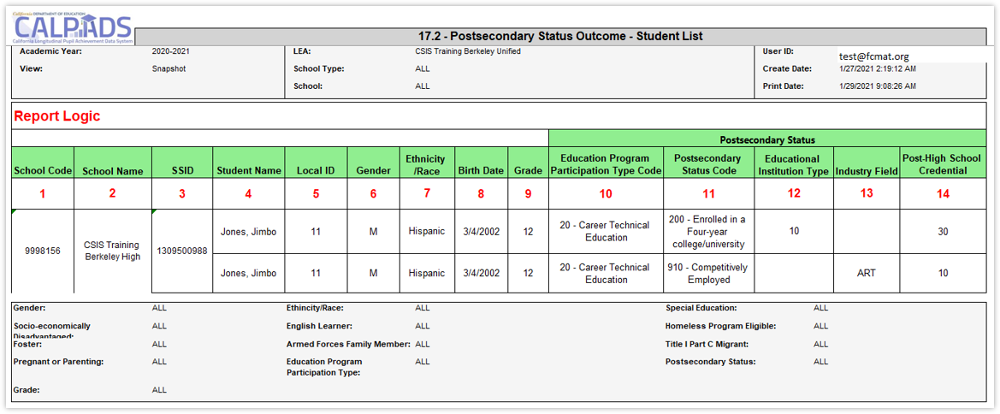 California DEPARTMENT OF EDUCATION
CALPADS
California Longitudinal Pupil Achievement Data System
17.2 - Postsecondary Status Outcome - Student List
Academic Year: 2020-2021 LEA: CSIS Training Berkeley Unified User ID: test@fcmat.org
View: Snapshot School Type: ALL Create Date: 1/27/2021 2:19:12 AM
School: ALL Print Date: 1/29/2021 9:08:26 AM
Report Logic
Postsecondary Status
School Code School Name SSID Student Name Local ID Gender Ethnicity /Race Birth Date Grade Education Program Participation Type Code Postsecondary Status Code Educational Institution Type Industry Field Post-High School Credential
1 2 3 4 5 6 7 8 9 10 11 12 13 14
9998156 CSIS Training Berkeley High 1309500988 Jones, Jimbo 11 M Hispanic 3/4/2002 12 20 - Career Technical Education 200 - Enrolled in a Four-year college/university 10 30
Jones, Jimbo 11 M Hispanic 3/4/2002 12 20 - Career Technical Education 910 - Competitively Employed ART 10
Gender: ALL Ethincity/Race: ALL Special Education: ALL
Socio-economically Disadvantaged: ALL English Learner: ALL Homeless Program Eligible: ALL
Foster: ALL Armed Forces Family Member: ALL Title I Part C Migrant: ALL
Pregnant or Parenting: ALL Education Program Participation Type: ALL Postsecondary Status: ALL
Grade: ALL